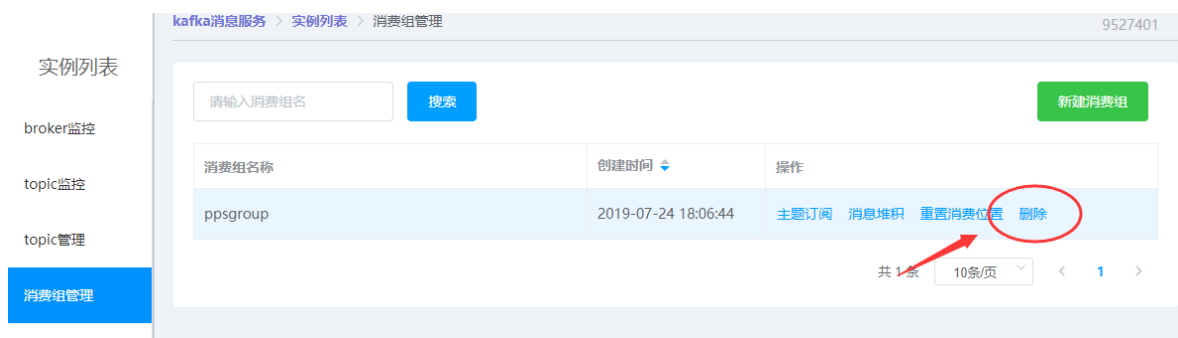 kafka消息服务 > 实例列表 > 消费组管理
9527401
实例列表
broker监控
topic监控
topic管理
消费组管理
请输入消费组名 搜索 新建消费组
消费组名称 创建时间 操作
ppsgroup 2019-07-24 18:06:44 主题订阅 消息堆积 重置消费位置 删除
共 1 条 10条/页 < 1 >